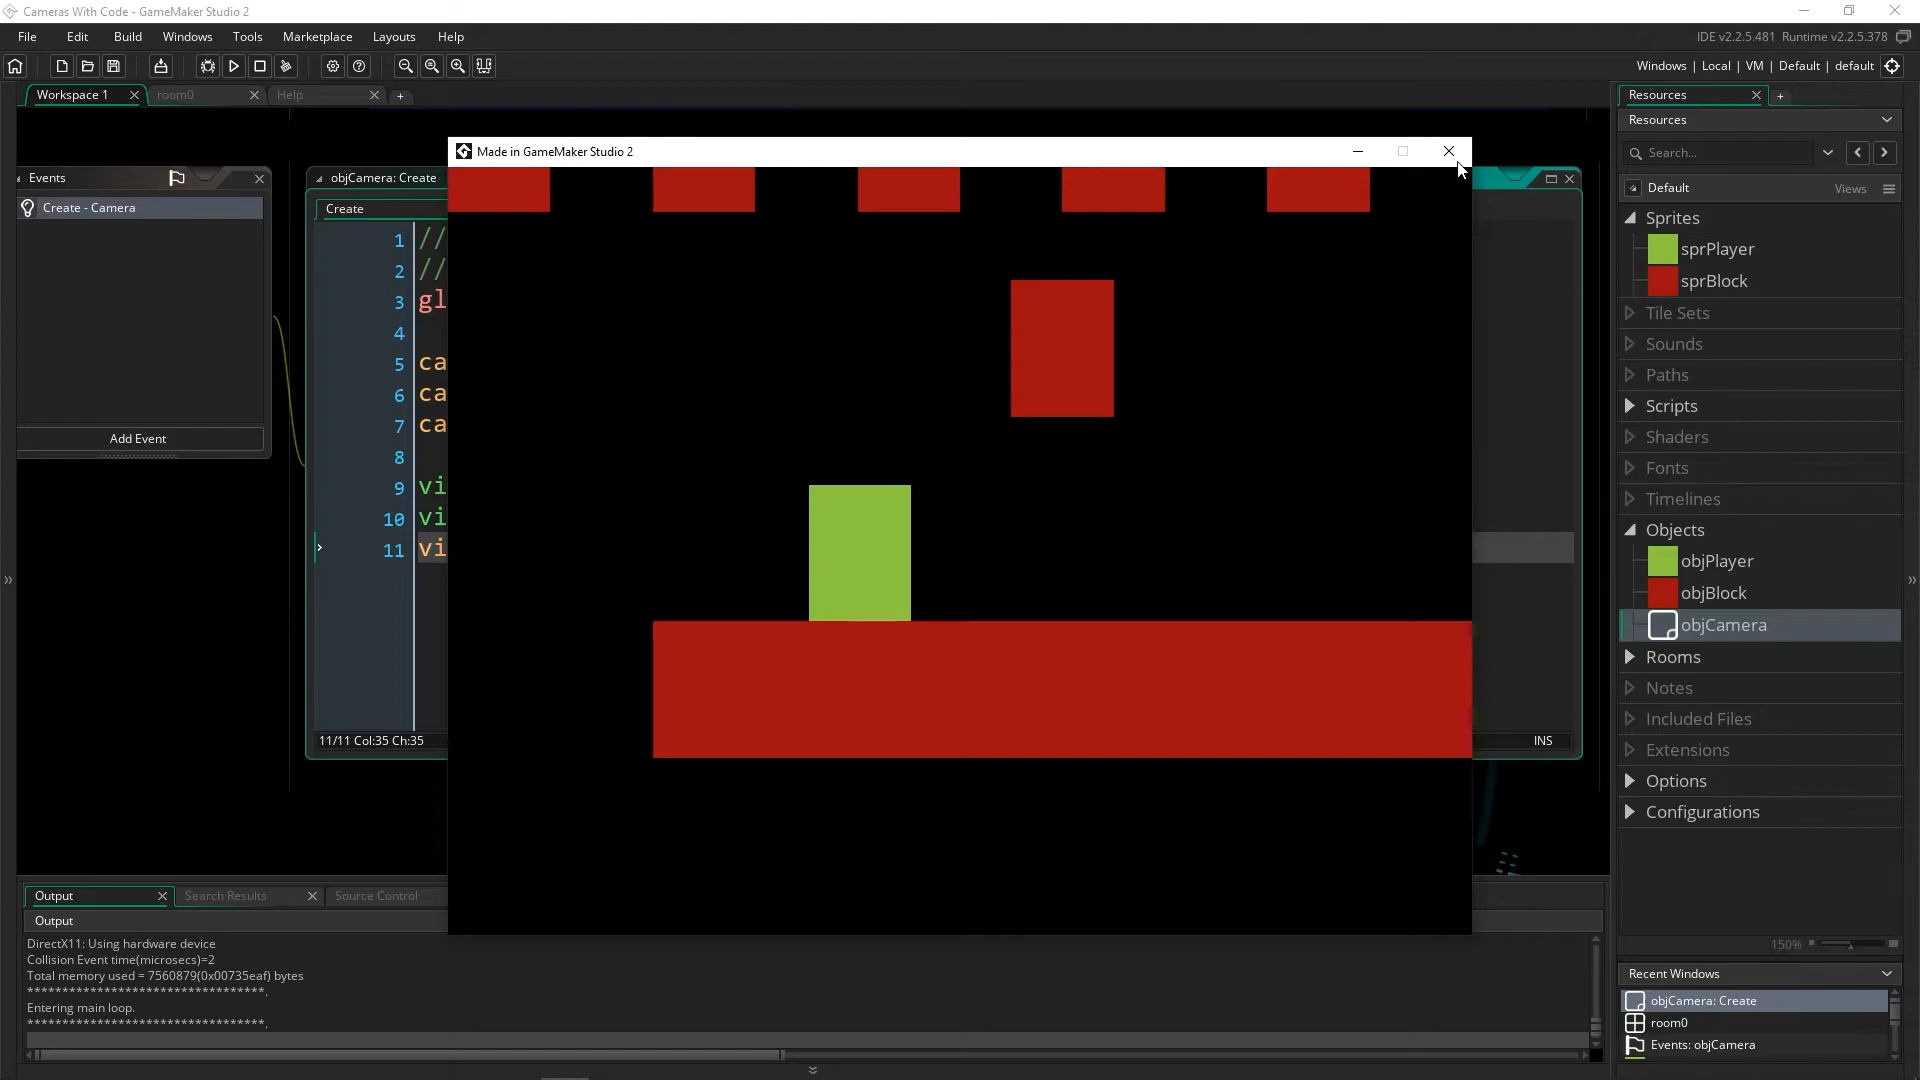 Cameras With Code - GameMaker Studio 2
File Edit Build Windows Tools Marketplace Layouts Help
IDE v2.2.5.481 Runtime v2.2.5.378
Windows | Local | VM | Default | default
Workspace 1
room0
Help
+
Resources
+
Resources
Search...
Default
Views
Sprites
sprPlayer
sprBlock
Tile Sets
Sounds
Paths
Scripts
Shaders
Fonts
Timelines
Objects
objPlayer
objBlock
objCamera
Rooms
Notes
Included Files
Extensions
Options
Configurations
150%
Recent Windows
objCamera: Create
room0
Events: objCamera
Events
Create - Camera
Add Event
objCamera: Create
Create
1 //
2 //
3 gl
4
5 ca
6 ca
7 ca
8
9 vi
10 vi
11 vi
11/11 Col:35 Ch:35
INS
Made in GameMaker Studio 2
Output
Search Results
Source Control
Output
DirectX11: Using hardware device
Collision Event time(microsecs)=2
Total memory used = 7560879(0x00735eaf) bytes
**********************************.
Entering main loop.
**********************************.